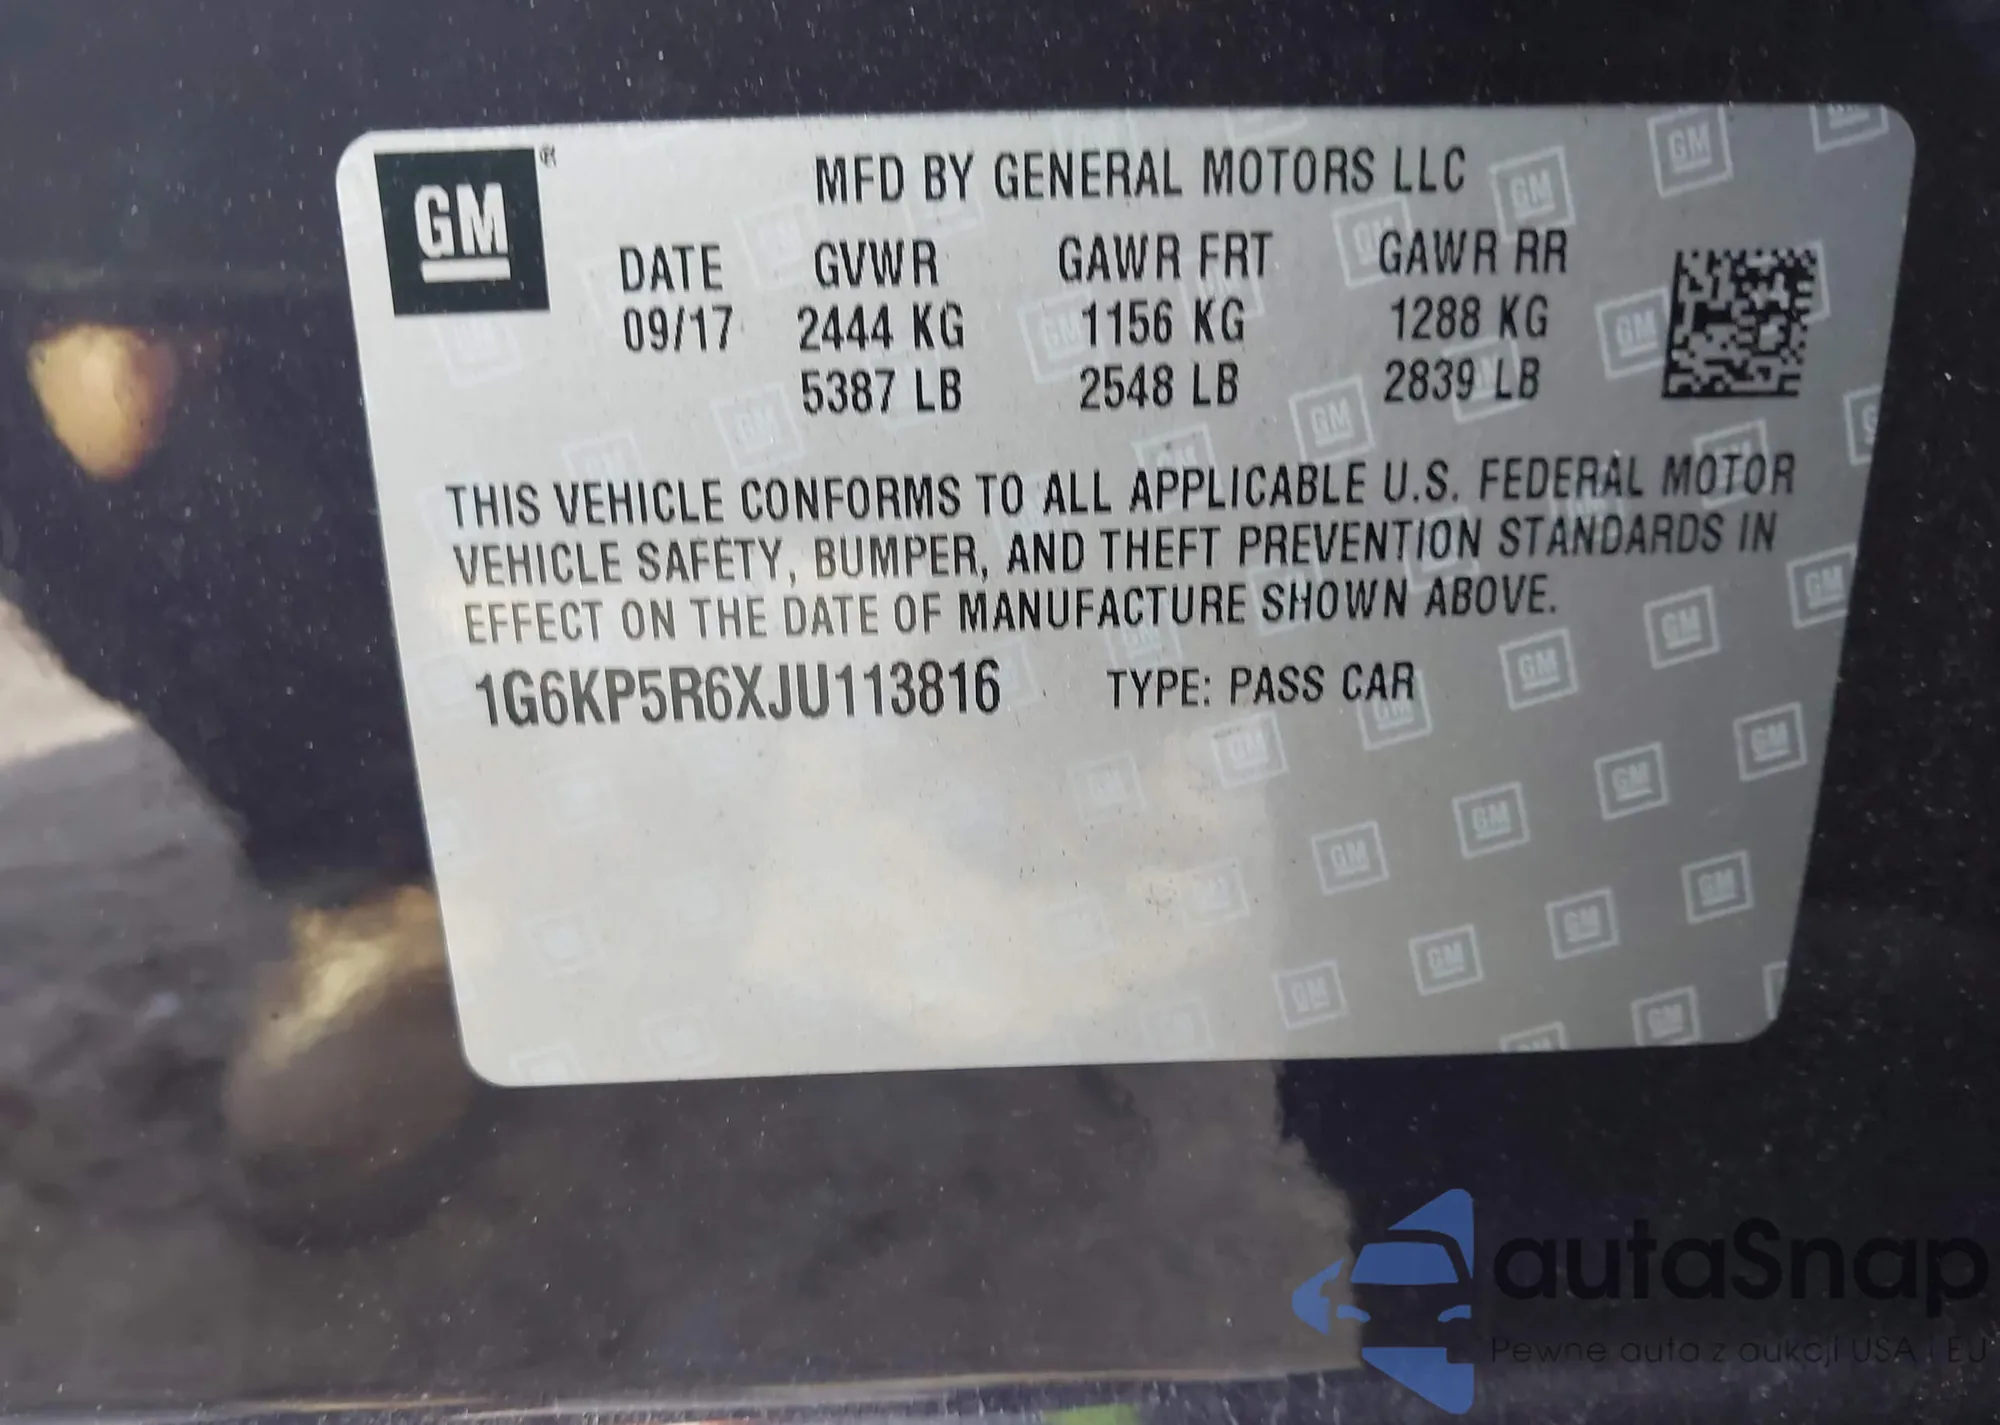 GM ®
MFD BY GENERAL MOTORS LLC
DATE GVWR GAWR FRT GAWR RR
09/17 2444 KG 1156 KG 1288 KG
5387 LB 2548 LB 2839 LB
THIS VEHICLE CONFORMS TO ALL APPLICABLE U.S. FEDERAL MOTOR
VEHICLE SAFETY, BUMPER, AND THEFT PREVENTION STANDARDS IN
EFFECT ON THE DATE OF MANUFACTURE SHOWN ABOVE.
1G6KP5R6XJU113816 TYPE: PASS CAR
autaSnap
Pewne auta z aukcji USA i EU